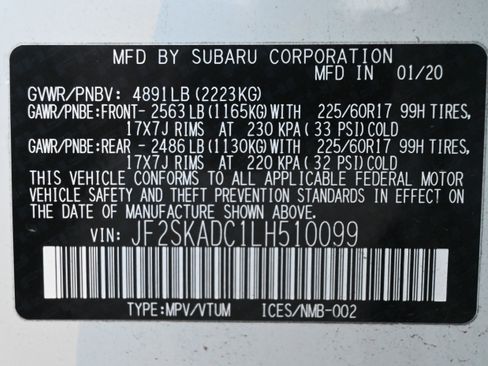 MFD BY SUBARU CORPORATION
MFD IN 01/20
GVWR/PNBV: 4891LB (2223KG)
GAWR/PNBE:FRONT- 2563 LB (1165KG) WITH 225/60R17 99H TIRES,
17X7J RIMS AT 230 KPA (33 PSI) COLD
GAWR/PNBE:REAR - 2486 LB (1130KG) WITH 225/60R17 99H TIRES,
17X7J RIMS AT 220 KPA (32 PSI) COLD
THIS VEHICLE CONFORMS TO ALL APPLICABLE FEDERAL MOTOR
VEHICLE SAFETY AND THEFT PREVENTION STANDARDS IN EFFECT
ON THE DATE OF MANUFACTURE SHOWN ABOVE.
VIN: JF2SKADC1LH510099
TYPE:MPV/VTUM ICES/NMB-002